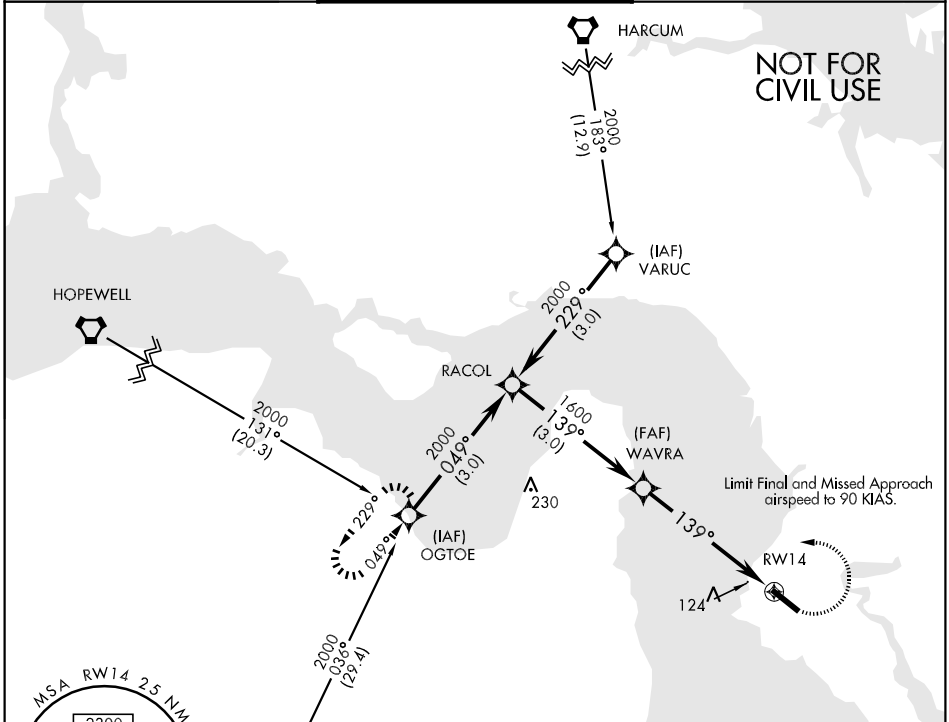 HARCUM
NOT FOR
CIVIL USE
2000
183°
(12.9)
(IAF)
VARUC
HOPEWELL
2000
229°
(3.0)
RACOL
2000
131°
(20.3)
1600
139°
(3.0)
2000
049°
(3.0)
(FAF)
WAVRA
230
Limit Final and Missed Approach
airspeed to 90 KIAS.
229°
049°
(IAF)
OGTOE
139°
RW14
124
2000
036°
(29.4)
MSA RW14 25 NM